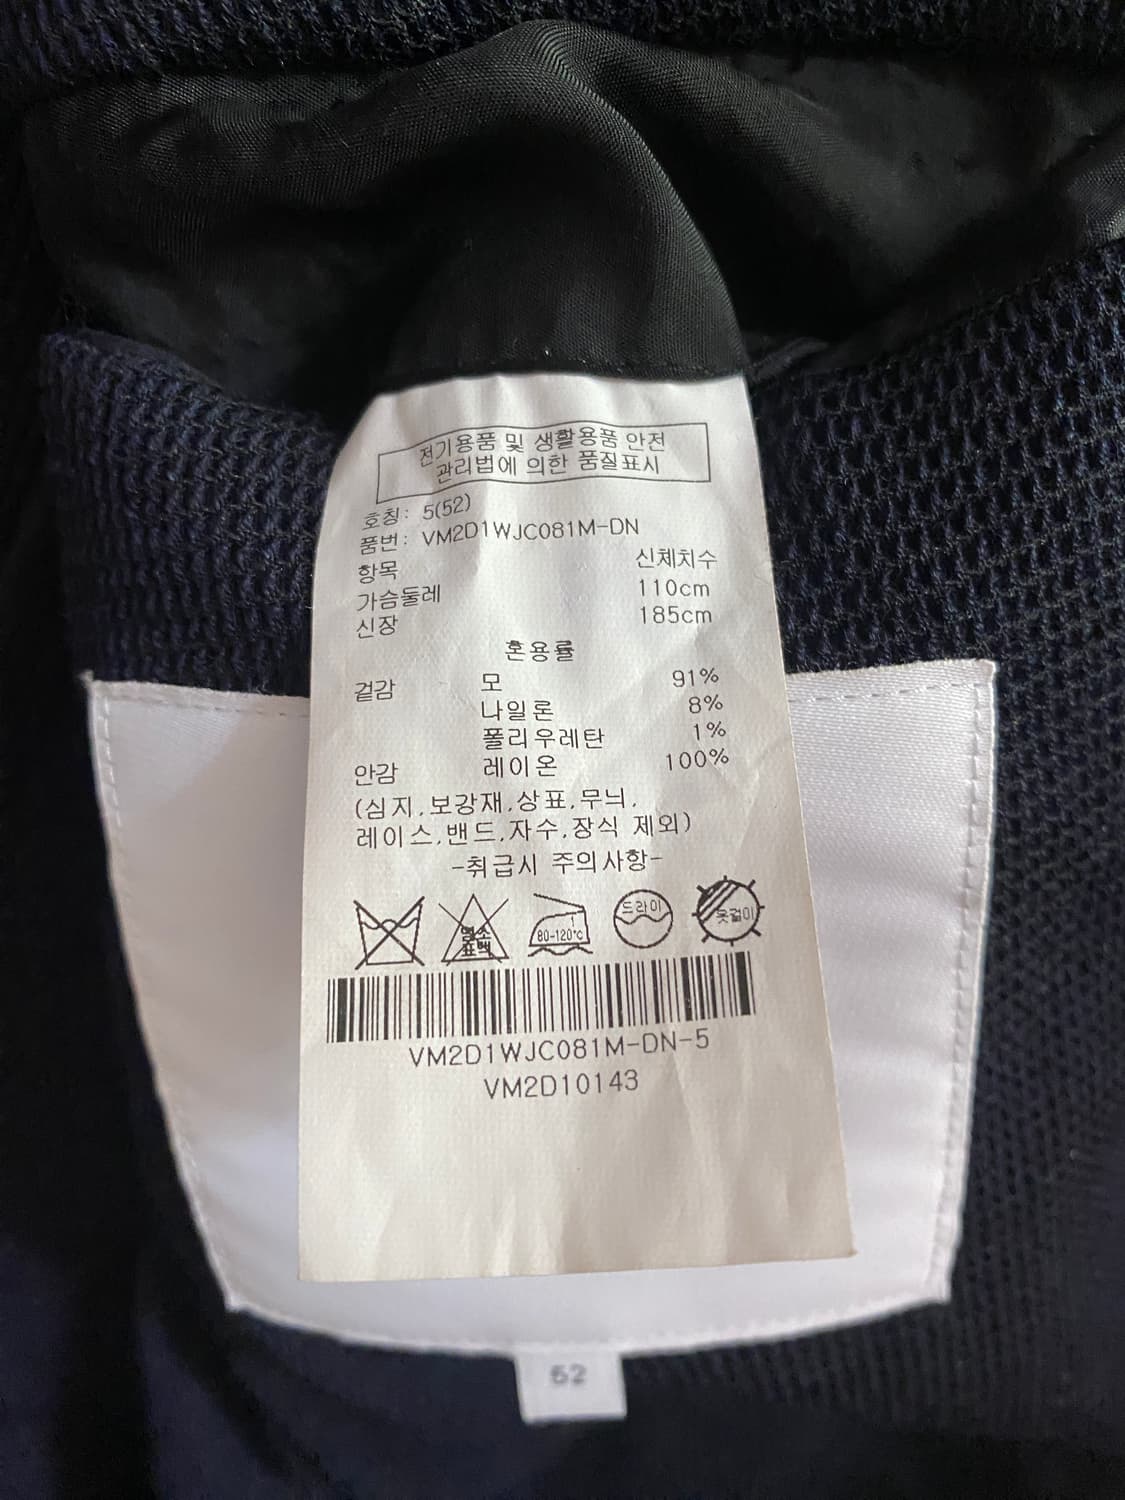 전기용품 및 생활용품 안전
관리법에 의한 품질표시
호칭: 5(52)
품번: VM2D1WJC081M-DN
항목 신체치수
가슴둘레 110cm
신장 185cm
혼용률
겉감 모 91%
나일론 8%
폴리우레탄 1%
안감 레이온 100%
(심지,보강재,상표,무늬,
레이스,밴드,자수,장식 제외)
-취급시 주의사항-
염소
표백
80-120°c
드라이
옷걸이
VM2D1WJC081M-DN-5
VM2D10143
52